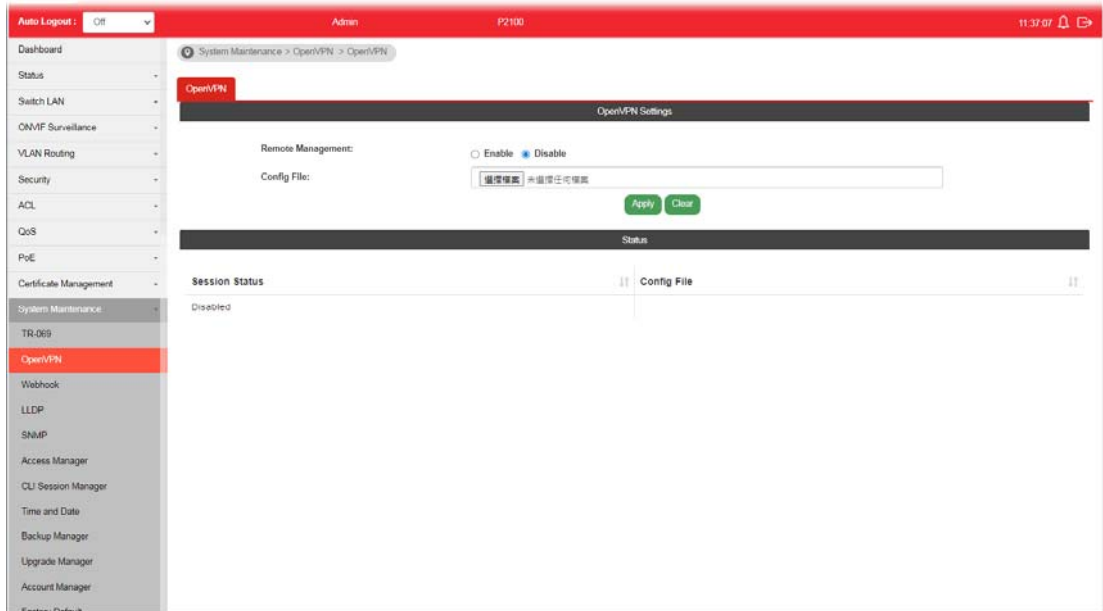 Auto Logout : Off Admin P2100 11:37:07
Dashboard
System Maintenance > OpenVPN > OpenVPN
Status
OpenVPN
Switch LAN
OpenVPN Settings
ONVIF Surveillance
VLAN Routing
Remote Management: Enable Disable
Security
Config File: 選擇檔案 未選擇任何檔案
ACL
Apply Clear
QoS
Status
PoE
Certificate Management
Session Status Config File
System Maintenance
Disabled
TR-069
OpenVPN
Webhook
LLDP
SNMP
Access Manager
CLI Session Manager
Time and Date
Backup Manager
Upgrade Manager
Account Manager
Factory Default